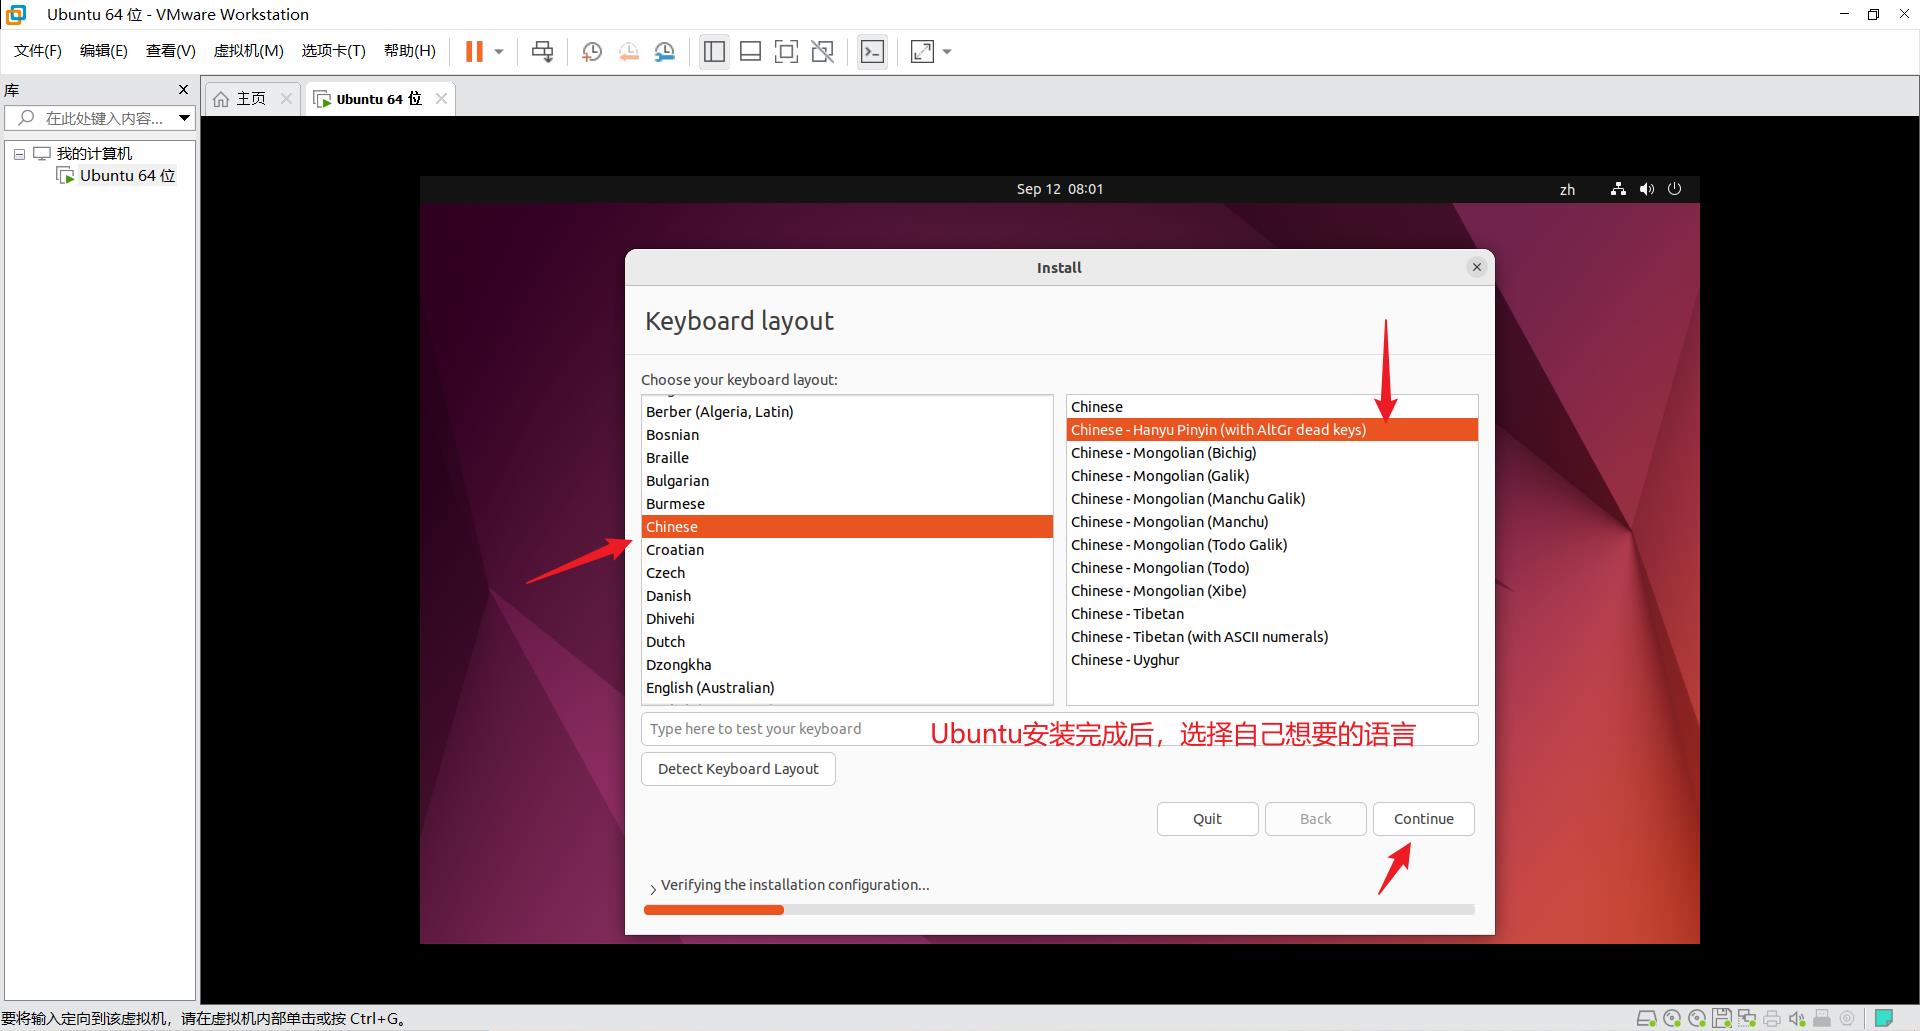 Ubuntu 64 位 - VMware Workstation
文件(F) 编辑(E) 查看(V) 虚拟机(M) 选项卡(T) 帮助(H)
库
在此处键入内容...
我的计算机
Ubuntu 64 位
主页
Ubuntu 64 位
Sep 12 08:01
zh
Install
Keyboard layout
Choose your keyboard layout:
Berber (Algeria, Latin)
Bosnian
Braille
Bulgarian
Burmese
Chinese
Croatian
Czech
Danish
Dhivehi
Dutch
Dzongkha
English (Australian)
Chinese
Chinese - Hanyu Pinyin (with AltGr dead keys)
Chinese - Mongolian (Bichig)
Chinese - Mongolian (Galik)
Chinese - Mongolian (Manchu Galik)
Chinese - Mongolian (Manchu)
Chinese - Mongolian (Todo Galik)
Chinese - Mongolian (Todo)
Chinese - Mongolian (Xibe)
Chinese - Tibetan
Chinese - Tibetan (with ASCII numerals)
Chinese - Uyghur
Type here to test your keyboard
Ubuntu安装完成后，选择自己想要的语言
Detect Keyboard Layout
Quit
Back
Continue
Verifying the installation configuration...
要将输入定向到该虚拟机，请在虚拟机内部单击或按 Ctrl+G。